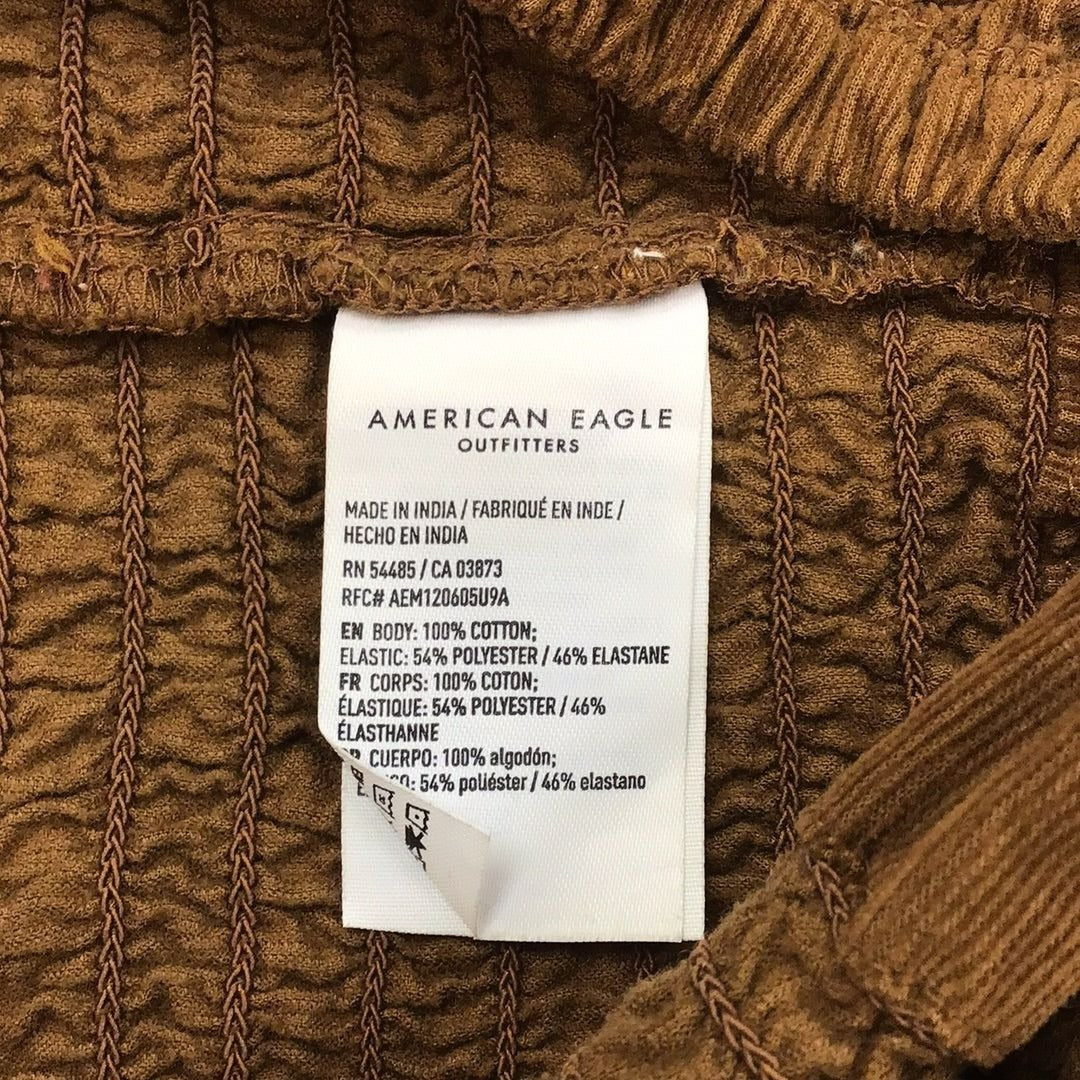 AMERICAN EAGLE
OUTFITTERS
MADE IN INDIA / FABRIQUÉ EN INDE /
HECHO EN INDIA
RN 54485 / CA 03873
RFC# AEM120605U9A
EN BODY: 100% COTTON;
ELASTIC: 54% POLYESTER / 46% ELASTANE
FR CORPS: 100% COTON;
ÉLASTIQUE: 54% POLYESTER / 46%
ÉLASTHANNE
CUERPO: 100% algodón;
54% poliéster / 46% elastano